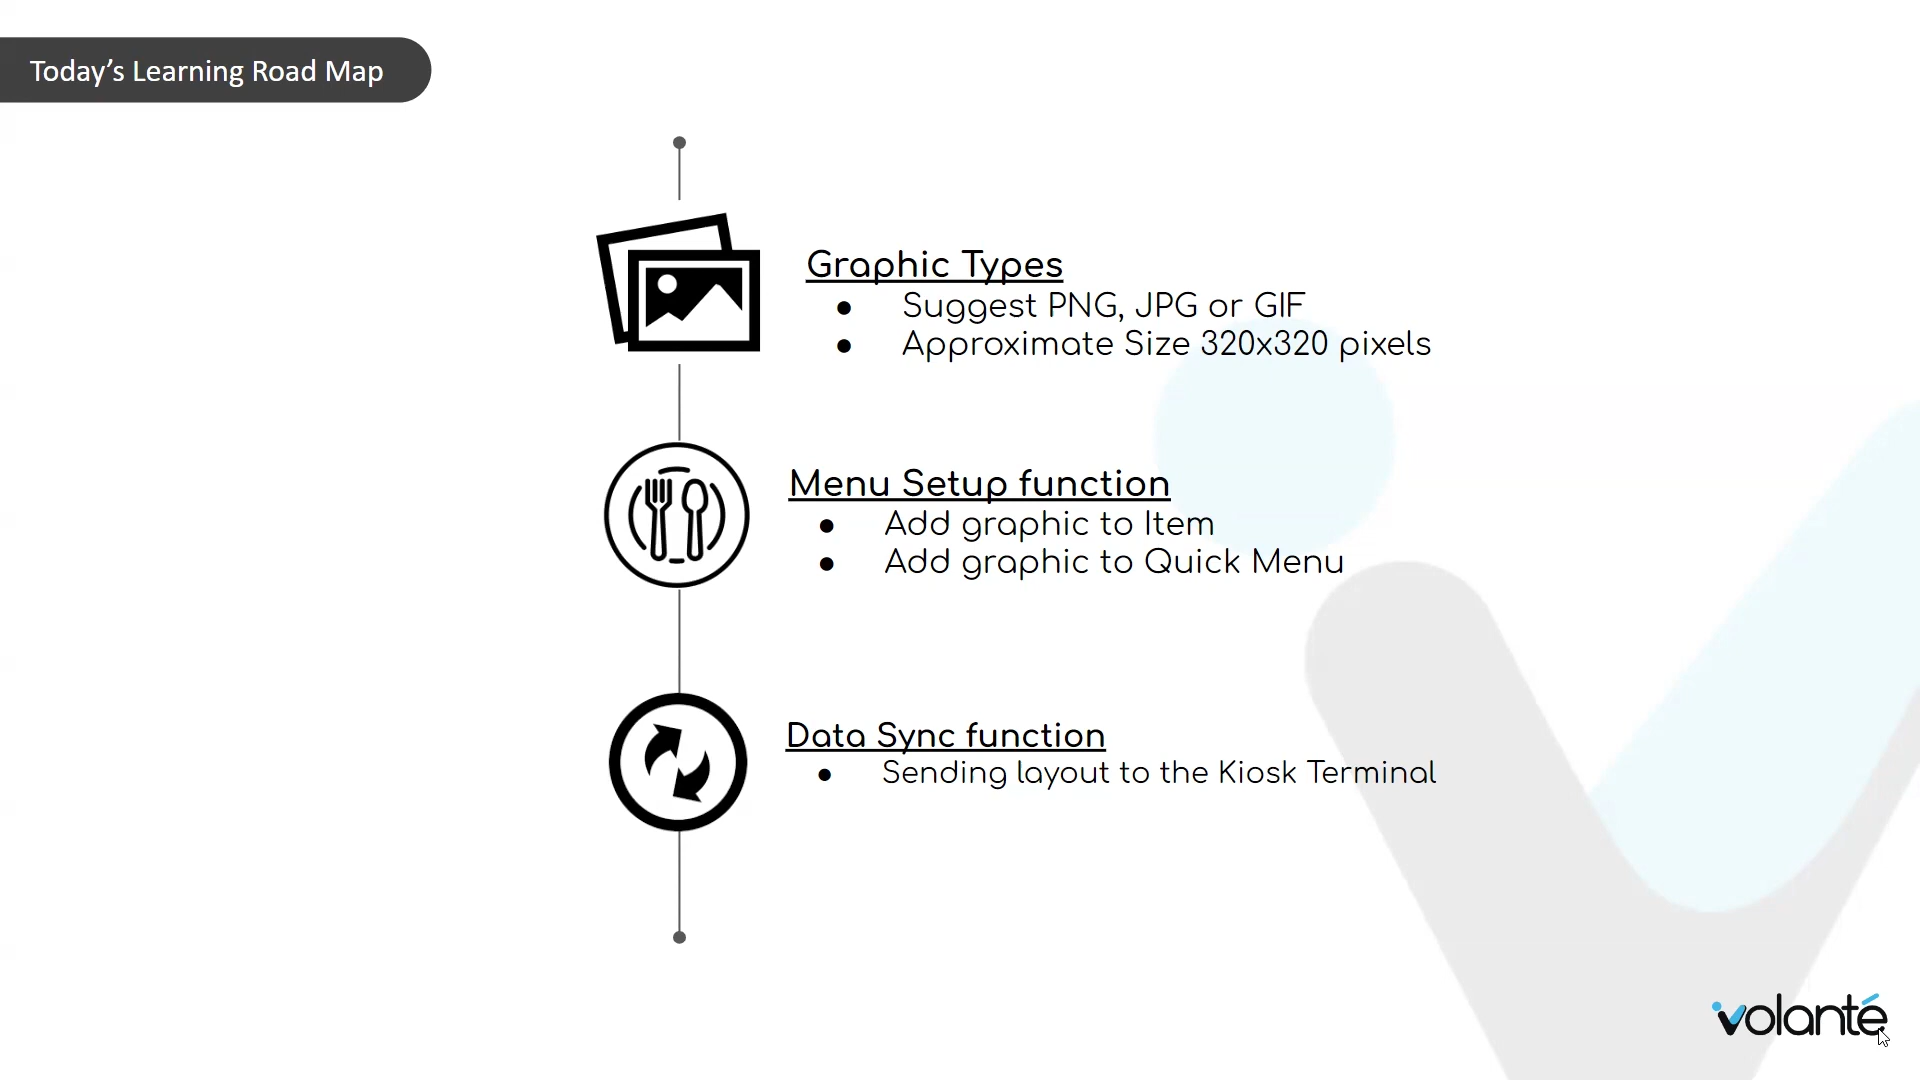 Today’s Learning Road Map
Graphic Types
● Suggest PNG, JPG or GIF
● Approximate Size 320x320 pixels
Menu Setup function
● Add graphic to Item
● Add graphic to Quick Menu
Data Sync function
● Sending layout to the Kiosk Terminal
volanté